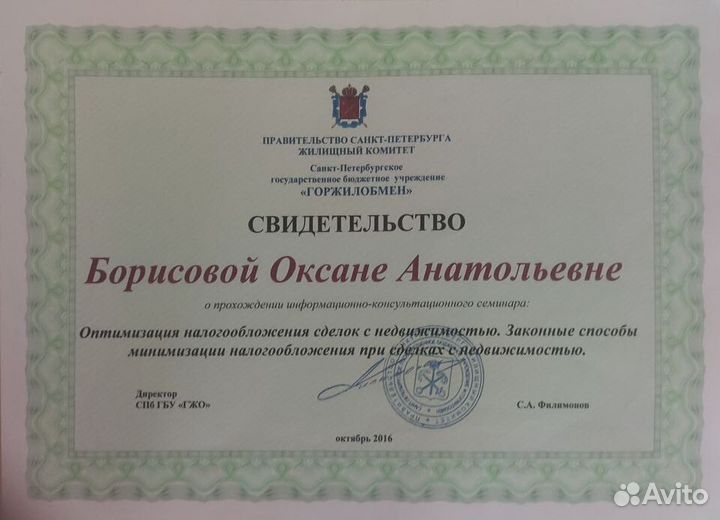 ПРАВИТЕЛЬСТВО САНКТ-ПЕТЕРБУРГА
ЖИЛИЩНЫЙ КОМИТЕТ
Санкт-Петербургское
государственное бюджетное учреждение
«ГОРЖИЛОБМЕН»
СВИДЕТЕЛЬСТВО
Борисовой Оксане Анатольевне
о прохождении информационно-консультационного семинара:
Оптимизация налогообложения сделок с недвижимостью. Законные способы
минимизации налогообложения при сделках с недвижимостью.
Директор
СПб ГБУ «ГЖО»
С.А. Филимонов
октябрь 2016
Avito